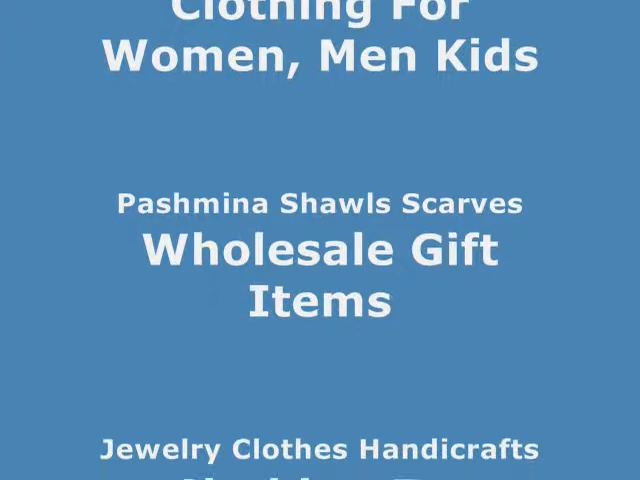 Clothing For
Women, Men Kids
Pashmina Shawls Scarves
Wholesale Gift
Items
Jewelry Clothes Handicrafts